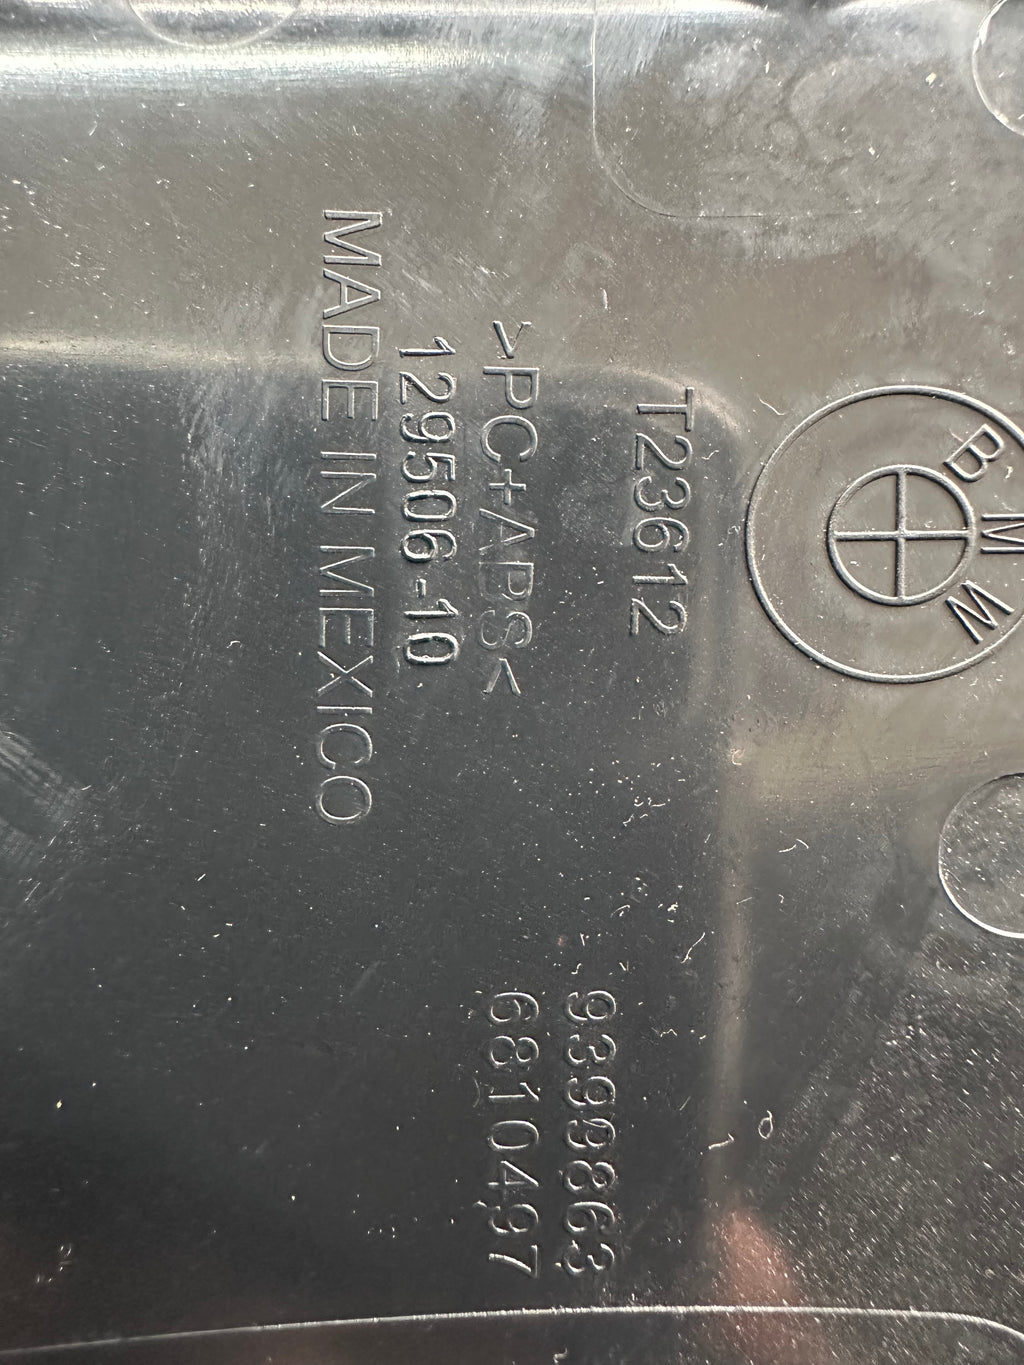 BMW
T23612
>PC+ABS<
129506-10
MADE IN MEXICO
9399863
6810497